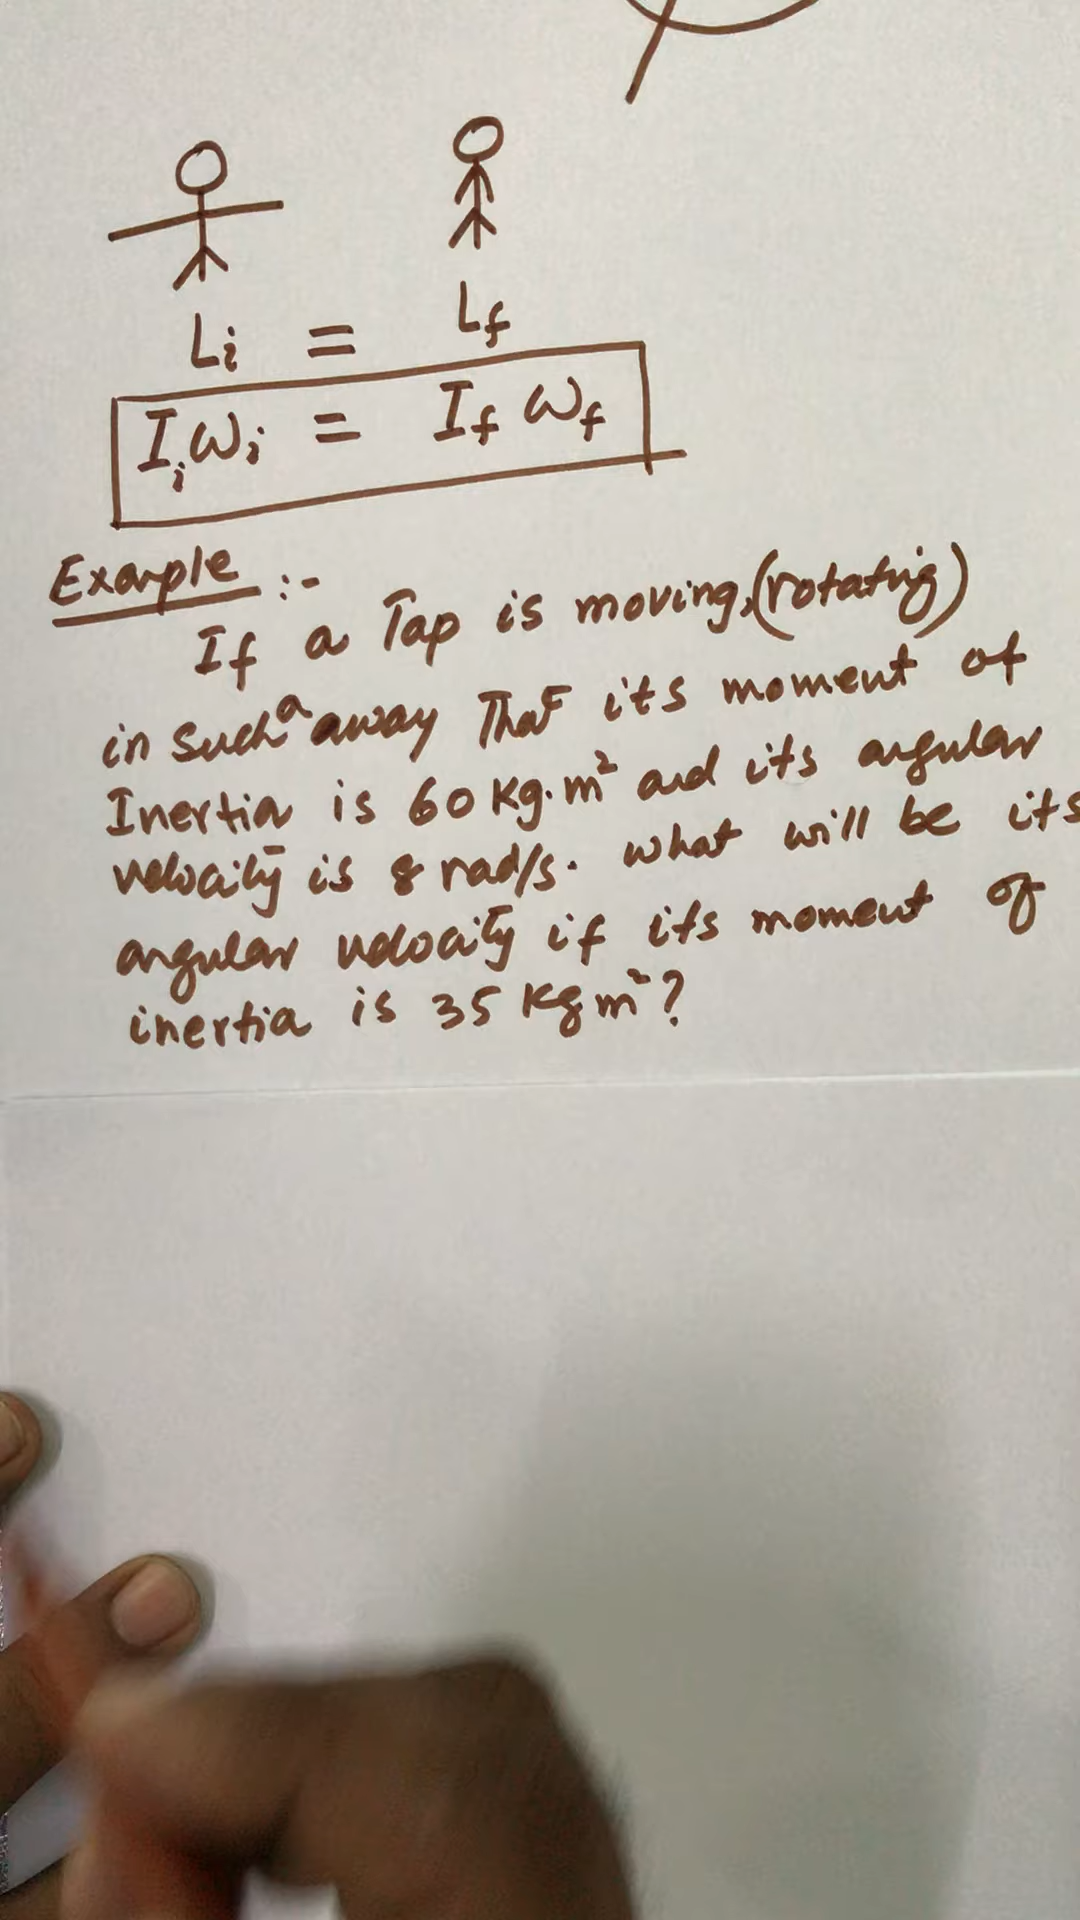 Li = Lf
Iiωi = If ωf
Example :-
If a Tap is moving,(rotating)
in such a away That its moment of
Inertia is 60 kg.m² and its angular
velocity is 8 rad/s. what will be its
angular velocity if its moment of
inertia is 35 kg m²?